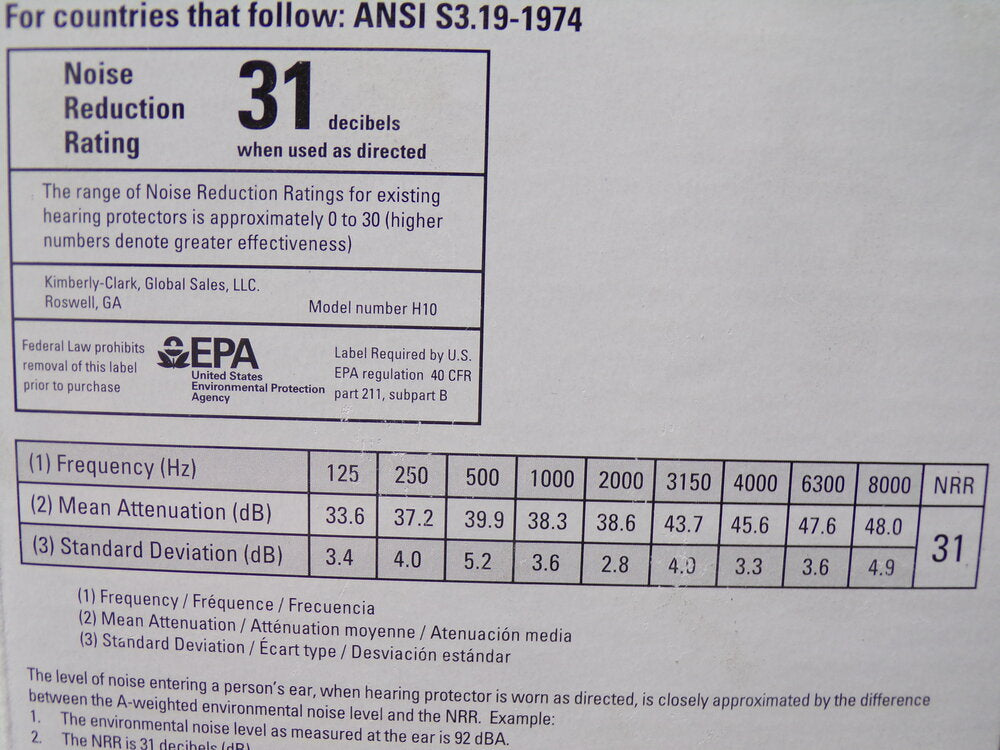 For countries that follow: ANSI S3.19-1974
Noise
Reduction
Rating
31 decibels
when used as directed
The range of Noise Reduction Ratings for existing
hearing protectors is approximately 0 to 30 (higher
numbers denote greater effectiveness)
Kimberly-Clark, Global Sales, LLC.
Roswell, GA
Model number H10
Federal Law prohibits
removal of this label
prior to purchase
EPA
United States
Environmental Protection
Agency
Label Required by U.S.
EPA regulation 40 CFR
part 211, subpart B
(1) Frequency (Hz) 125 250 500 1000 2000 3150 4000 6300 8000 NRR
(2) Mean Attenuation (dB) 33.6 37.2 39.9 38.3 38.6 43.7 45.6 47.6 48.0 31
(3) Standard Deviation (dB) 3.4 4.0 5.2 3.6 2.8 4.0 3.3 3.6 4.9
(1) Frequency / Fréquence / Frecuencia
(2) Mean Attenuation / Atténuation moyenne / Atenuación media
(3) Standard Deviation / Écart type / Desviación estándar
The level of noise entering a person's ear, when hearing protector is worn as directed, is closely approximated by the difference
between the A-weighted environmental noise level and the NRR. Example:
1. The environmental noise level as measured at the ear is 92 dBA.
2. The NRR is 31 decibels (dB)